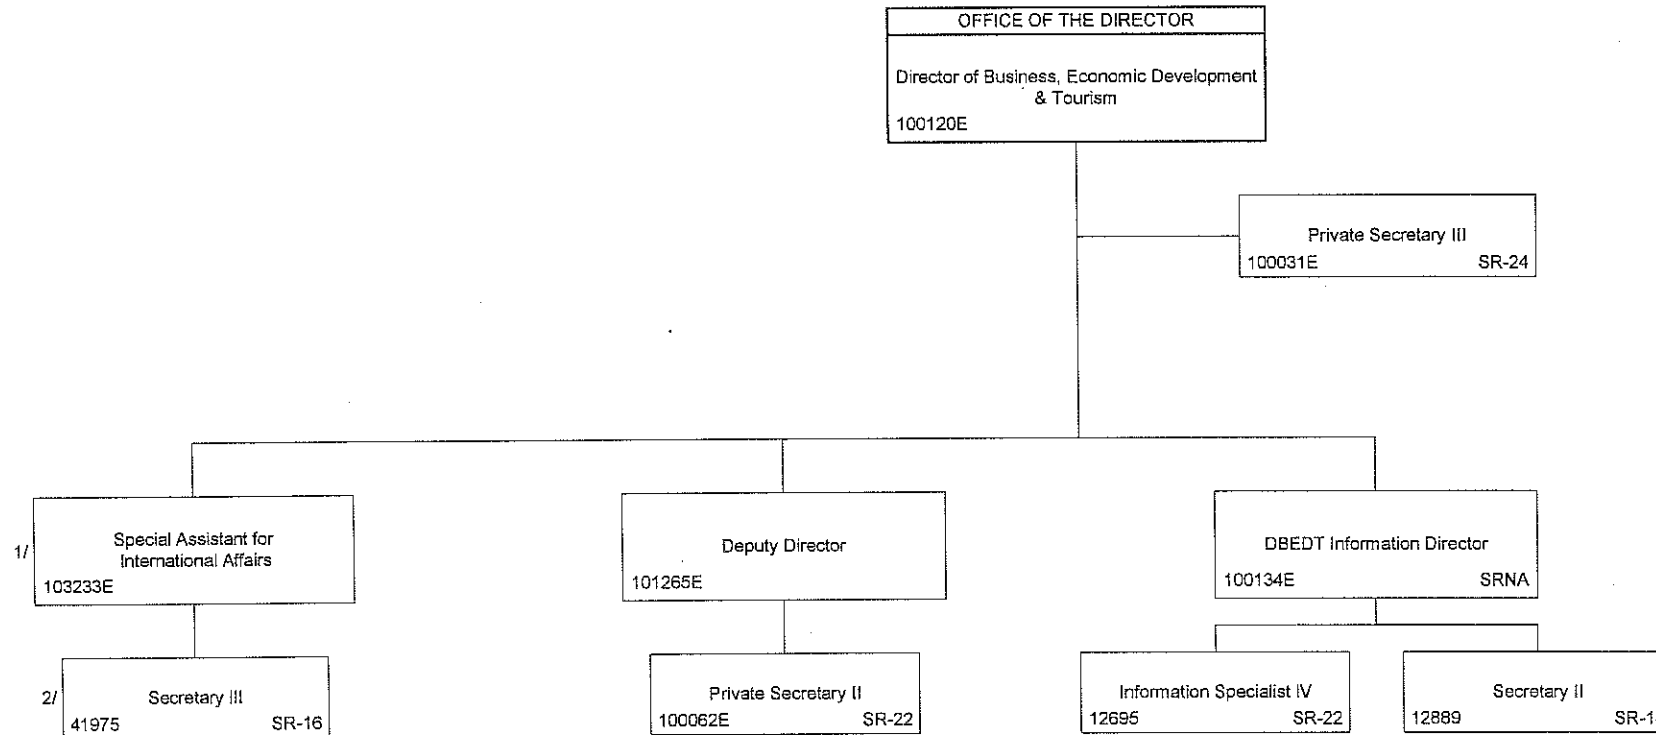 OFFICE OF THE DIRECTOR
Director of Business, Economic Development
& Tourism
100120E
Private Secretary III
100031E SR-24
1/
Special Assistant for
International Affairs
103233E
Deputy Director
101265E
DBEDT Information Director
100134E SRNA
2/
Secretary III
41975 SR-16
Private Secretary II
100062E SR-22
Information Specialist IV
12695 SR-22
Secretary II
12889